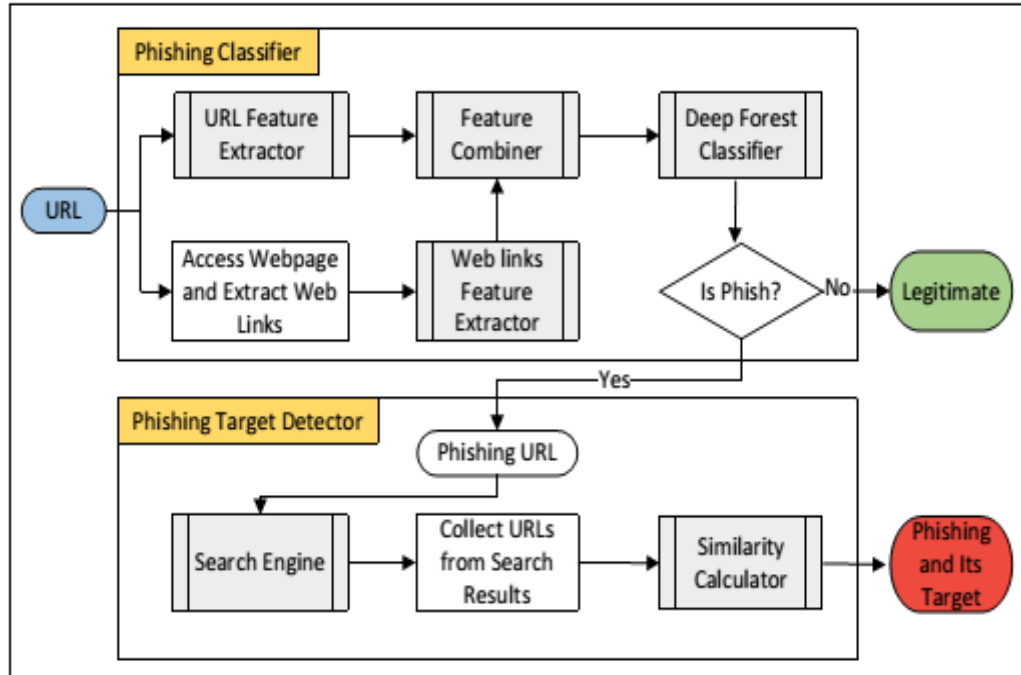 Phishing Classifier
URL Feature
Extractor
Feature
Combiner
Deep Forest
Classifier
URL
Access Webpage
and Extract Web
Links
Web links
Feature
Extractor
Is Phish?
No
Legitimate
Yes
Phishing Target Detector
Phishing URL
Search Engine
Collect URLs
from Search
Results
Similarity
Calculator
Phishing
and Its
Target